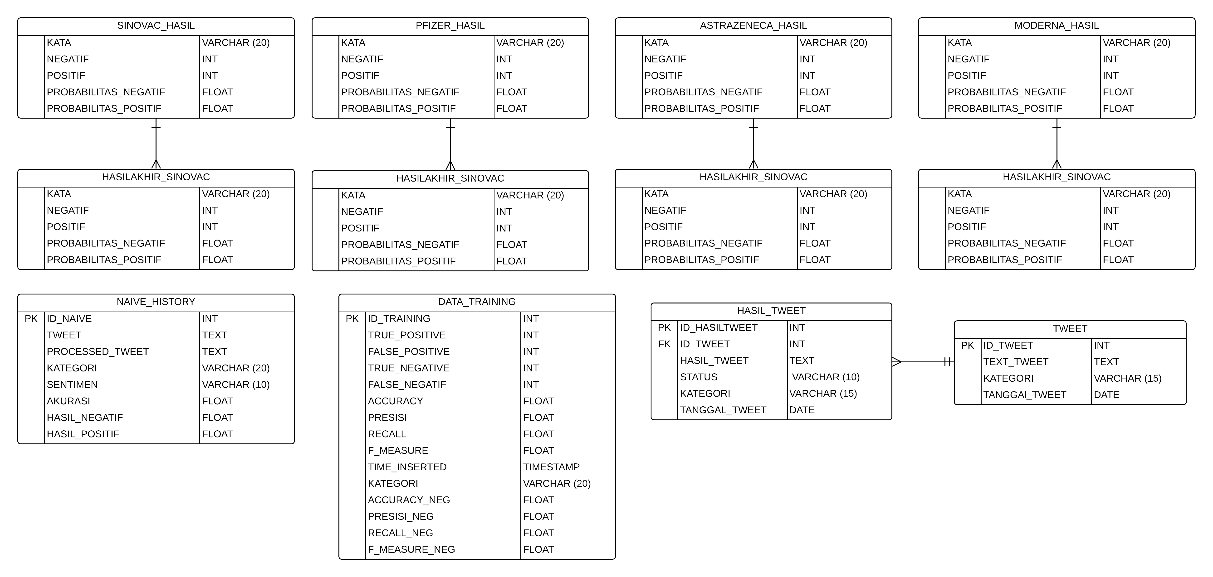 SINOVAC_HASIL
KATA VARCHAR (20)
NEGATIF INT
POSITIF INT
PROBABILITAS_NEGATIF FLOAT
PROBABILITAS_POSITIF FLOAT
PFIZER_HASIL
KATA VARCHAR (20)
NEGATIF INT
POSITIF INT
PROBABILITAS_NEGATIF FLOAT
PROBABILITAS_POSITIF FLOAT
ASTRAZENECA_HASIL
KATA VARCHAR (20)
NEGATIF INT
POSITIF INT
PROBABILITAS_NEGATIF FLOAT
PROBABILITAS_POSITIF FLOAT
MODERNA_HASIL
KATA VARCHAR (20)
NEGATIF INT
POSITIF INT
PROBABILITAS_NEGATIF FLOAT
PROBABILITAS_POSITIF FLOAT
HASILAKHIR_SINOVAC
KATA VARCHAR (20)
NEGATIF INT
POSITIF INT
PROBABILITAS_NEGATIF FLOAT
PROBABILITAS_POSITIF FLOAT
HASILAKHIR_SINOVAC
KATA VARCHAR (20)
NEGATIF INT
POSITIF INT
PROBABILITAS_NEGATIF FLOAT
PROBABILITAS_POSITIF FLOAT
HASILAKHIR_SINOVAC
KATA VARCHAR (20)
NEGATIF INT
POSITIF INT
PROBABILITAS_NEGATIF FLOAT
PROBABILITAS_POSITIF FLOAT
HASILAKHIR_SINOVAC
KATA VARCHAR (20)
NEGATIF INT
POSITIF INT
PROBABILITAS_NEGATIF FLOAT
PROBABILITAS_POSITIF FLOAT
NAIVE_HISTORY
PK ID_NAIVE INT
TWEET TEXT
PROCESSED_TWEET TEXT
KATEGORI VARCHAR (20)
SENTIMEN VARCHAR (10)
AKURASI FLOAT
HASIL_NEGATIF FLOAT
HASIL_POSITIF FLOAT
DATA_TRAINING
PK ID_TRAINING INT
TRUE_POSITIVE INT
FALSE_POSITIVE INT
TRUE_NEGATIVE INT
FALSE_NEGATIF INT
ACCURACY FLOAT
PRESISI FLOAT
RECALL FLOAT
F_MEASURE FLOAT
TIME_INSERTED TIMESTAMP
KATEGORI VARCHAR (20)
ACCURACY_NEG FLOAT
PRESISI_NEG FLOAT
RECALL_NEG FLOAT
F_MEASURE_NEG FLOAT
HASIL_TWEET
PK ID_HASILTWEET INT
FK ID_TWEET INT
HASIL_TWEET TEXT
STATUS VARCHAR (10)
KATEGORI VARCHAR (15)
TANGGAL_TWEET DATE
TWEET
PK ID_TWEET INT
TEXT_TWEET TEXT
KATEGORI VARCHAR (15)
TANGGAl_TWEET DATE